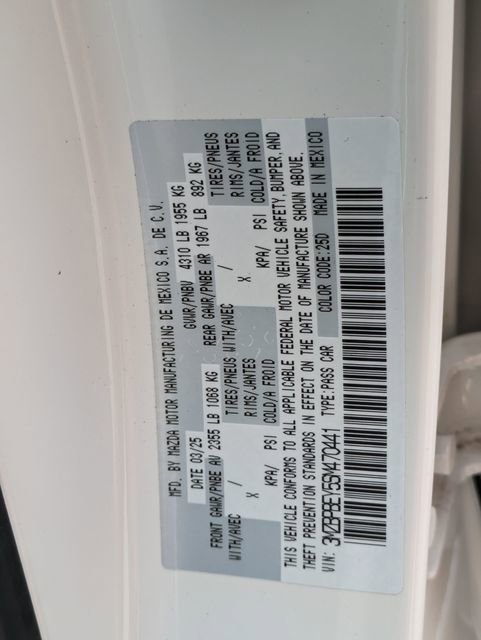 MFD. BY MAZDA MOTOR MANUFACTURING DE MEXICO S.A. DE C.V.
DATE 03/25 GVWR/PNBV 4310 LB 1955 KG
FRONT GAWR/PNBE AV 2355 LB 1068 KG REAR GAWR/PNBE AR 1967 LB 892 KG
WITH/AVEC / TIRES/PNEUS WITH/AVEC / TIRES/PNEUS
X RIMS/JANTES X RIMS/JANTES
KPA/ PSI COLD/A FROID KPA/ PSI COLD/A FROID
THIS VEHICLE CONFORMS TO ALL APPLICABLE FEDERAL MOTOR VEHICLE SAFETY, BUMPER, AND
THEFT PREVENTION STANDARDS IN EFFECT ON THE DATE OF MANUFACTURE SHOWN ABOVE.
VIN: 3MZBPBEY5SM470441 TYPE:PASS CAR COLOR CODE:25D MADE IN MEXICO